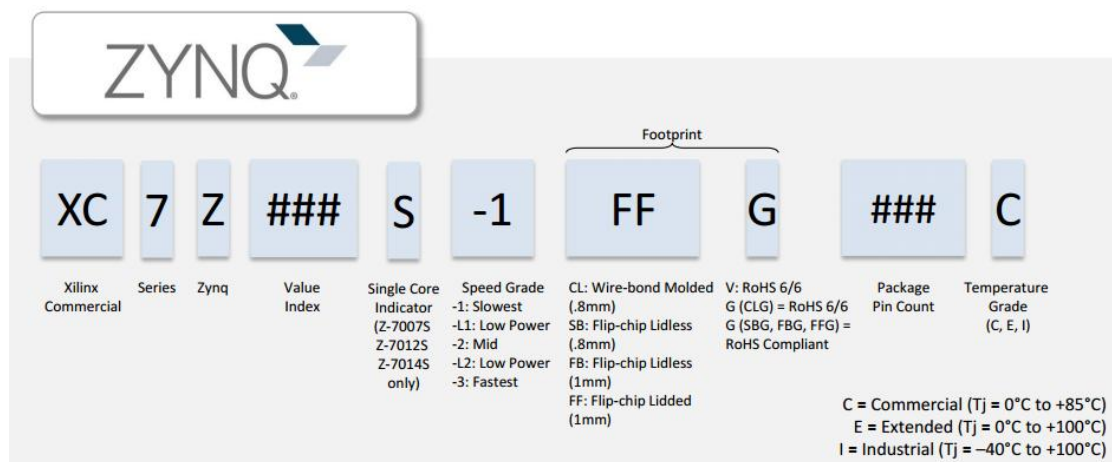 ZYNQ®
Footprint
XC 7 Z ### S -1 FF G ### C
Xilinx
Commercial
Series
Zynq
Value
Index
Single Core
Indicator
(Z-7007S
Z-7012S
Z-7014S
only)
Speed Grade
-1: Slowest
-L1: Low Power
-2: Mid
-L2: Low Power
-3: Fastest
CL: Wire-bond Molded
(.8mm)
SB: Flip-chip Lidless
(.8mm)
FB: Flip-chip Lidless
(1mm)
FF: Flip-chip Lidded
(1mm)
V: RoHS 6/6
G (CLG) = RoHS 6/6
G (SBG, FBG, FFG) =
RoHS Compliant
Package
Pin Count
Temperature
Grade
(C, E, I)
C = Commercial (Tj = 0°C to +85°C)
E = Extended (Tj = 0°C to +100°C)
I = Industrial (Tj = –40°C to +100°C)